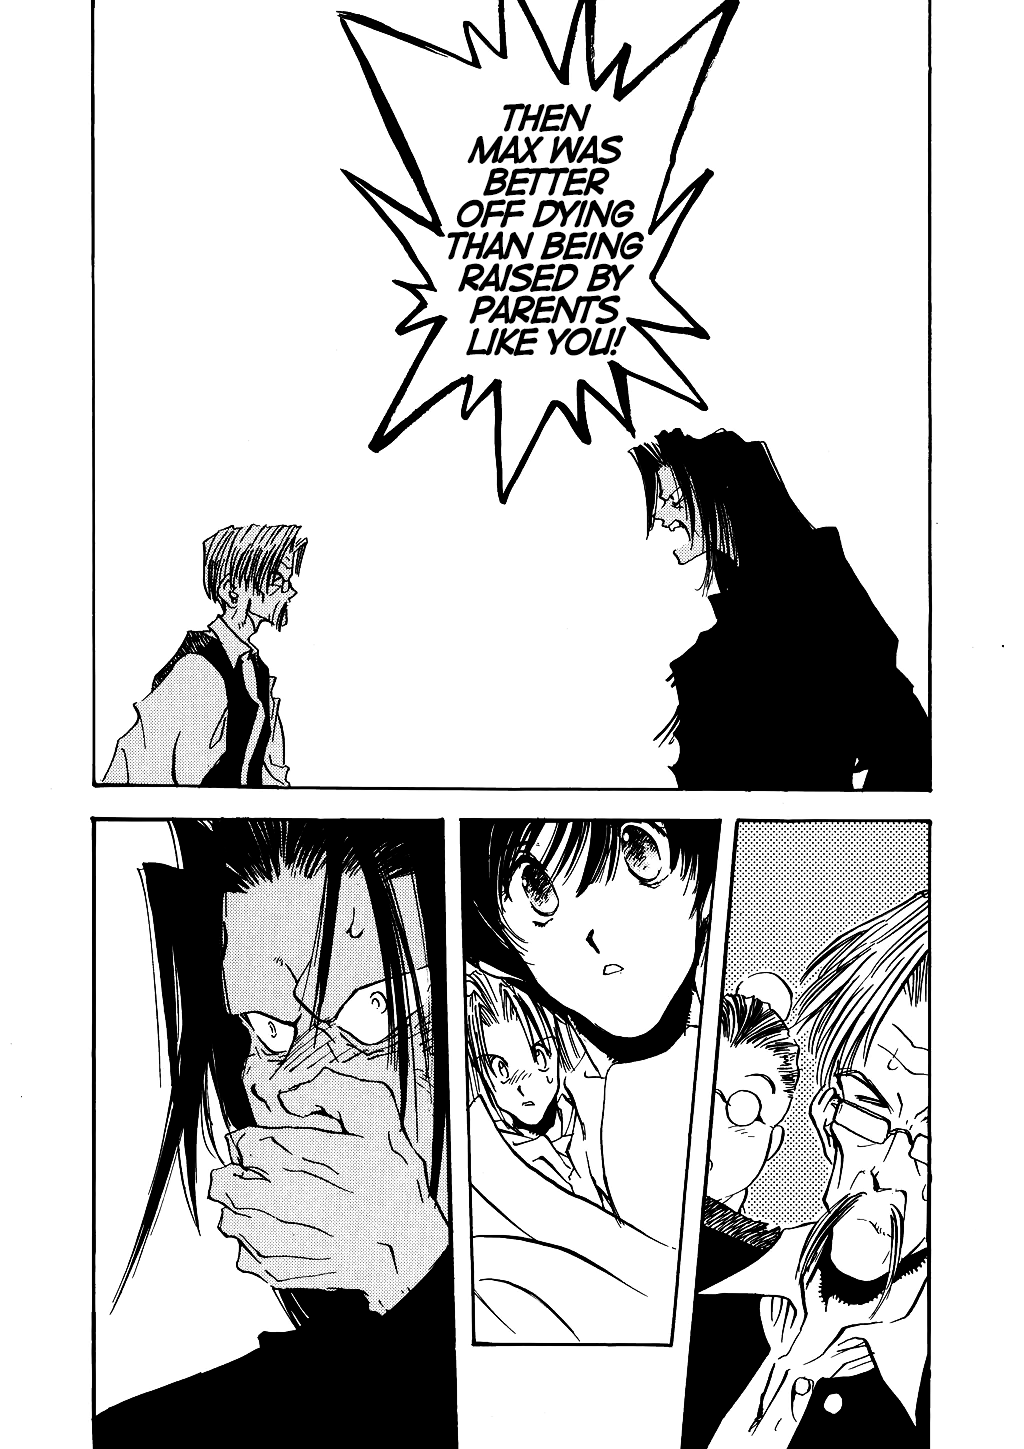 THEN
MAX WAS
BETTER
OFF DYING
THAN BEING
RAISED BY
PARENTS
LIKE YOU!